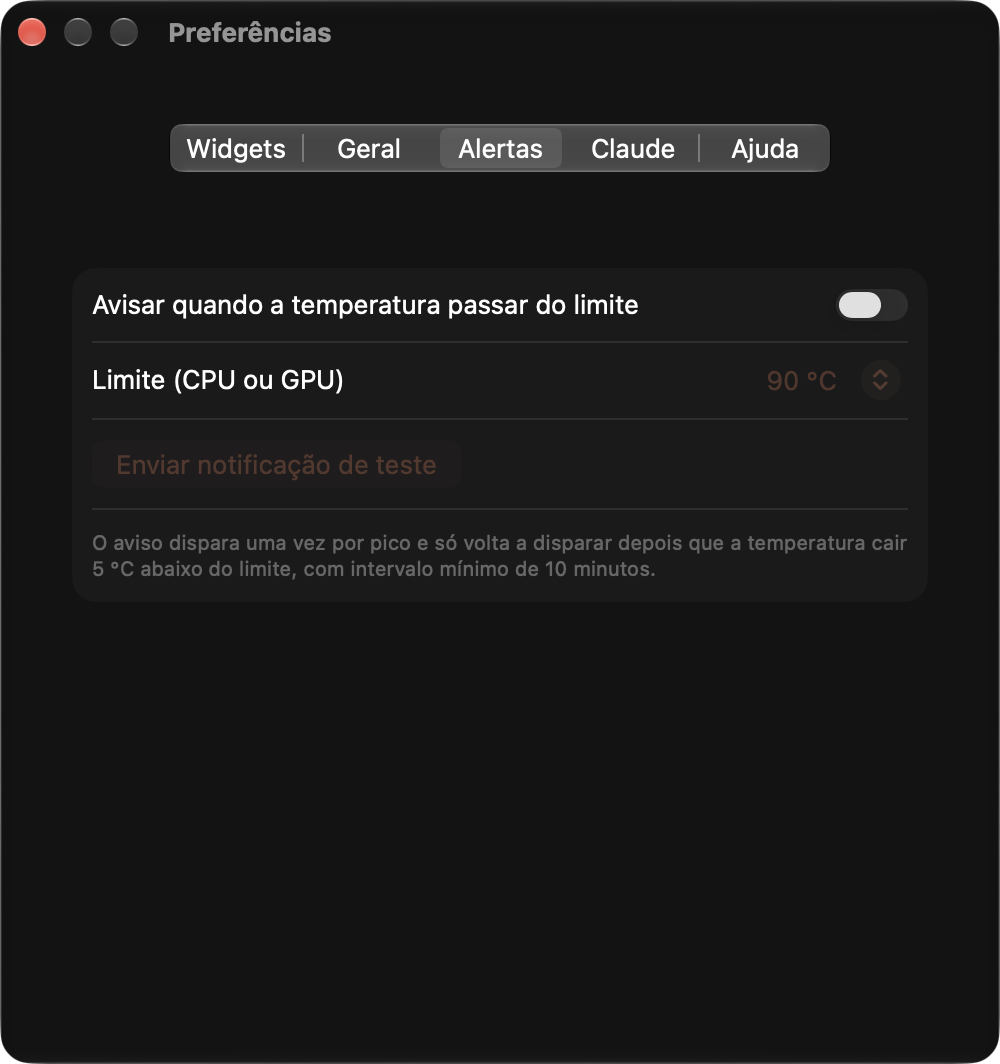 Preferências
Widgets
Geral
Alertas
Claude
Ajuda
Avisar quando a temperatura passar do limite
Limite (CPU ou GPU)
90 °C
Enviar notificação de teste
O aviso dispara uma vez por pico e só volta a disparar depois que a temperatura cair
5 °C abaixo do limite, com intervalo mínimo de 10 minutos.